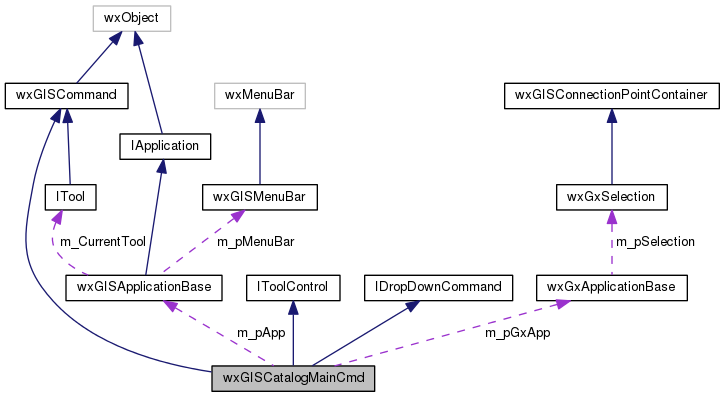 wxObject
wxGISCommand
wxMenuBar
wxGISConnectionPointContainer
IApplication
ITool
wxGISMenuBar
wxGxSelection
m_CurrentTool
m_pMenuBar
m_pSelection
wxGISApplicationBase
IToolControl
IDropDownCommand
wxGxApplicationBase
m_pApp
m_pGxApp
wxGISCatalogMainCmd